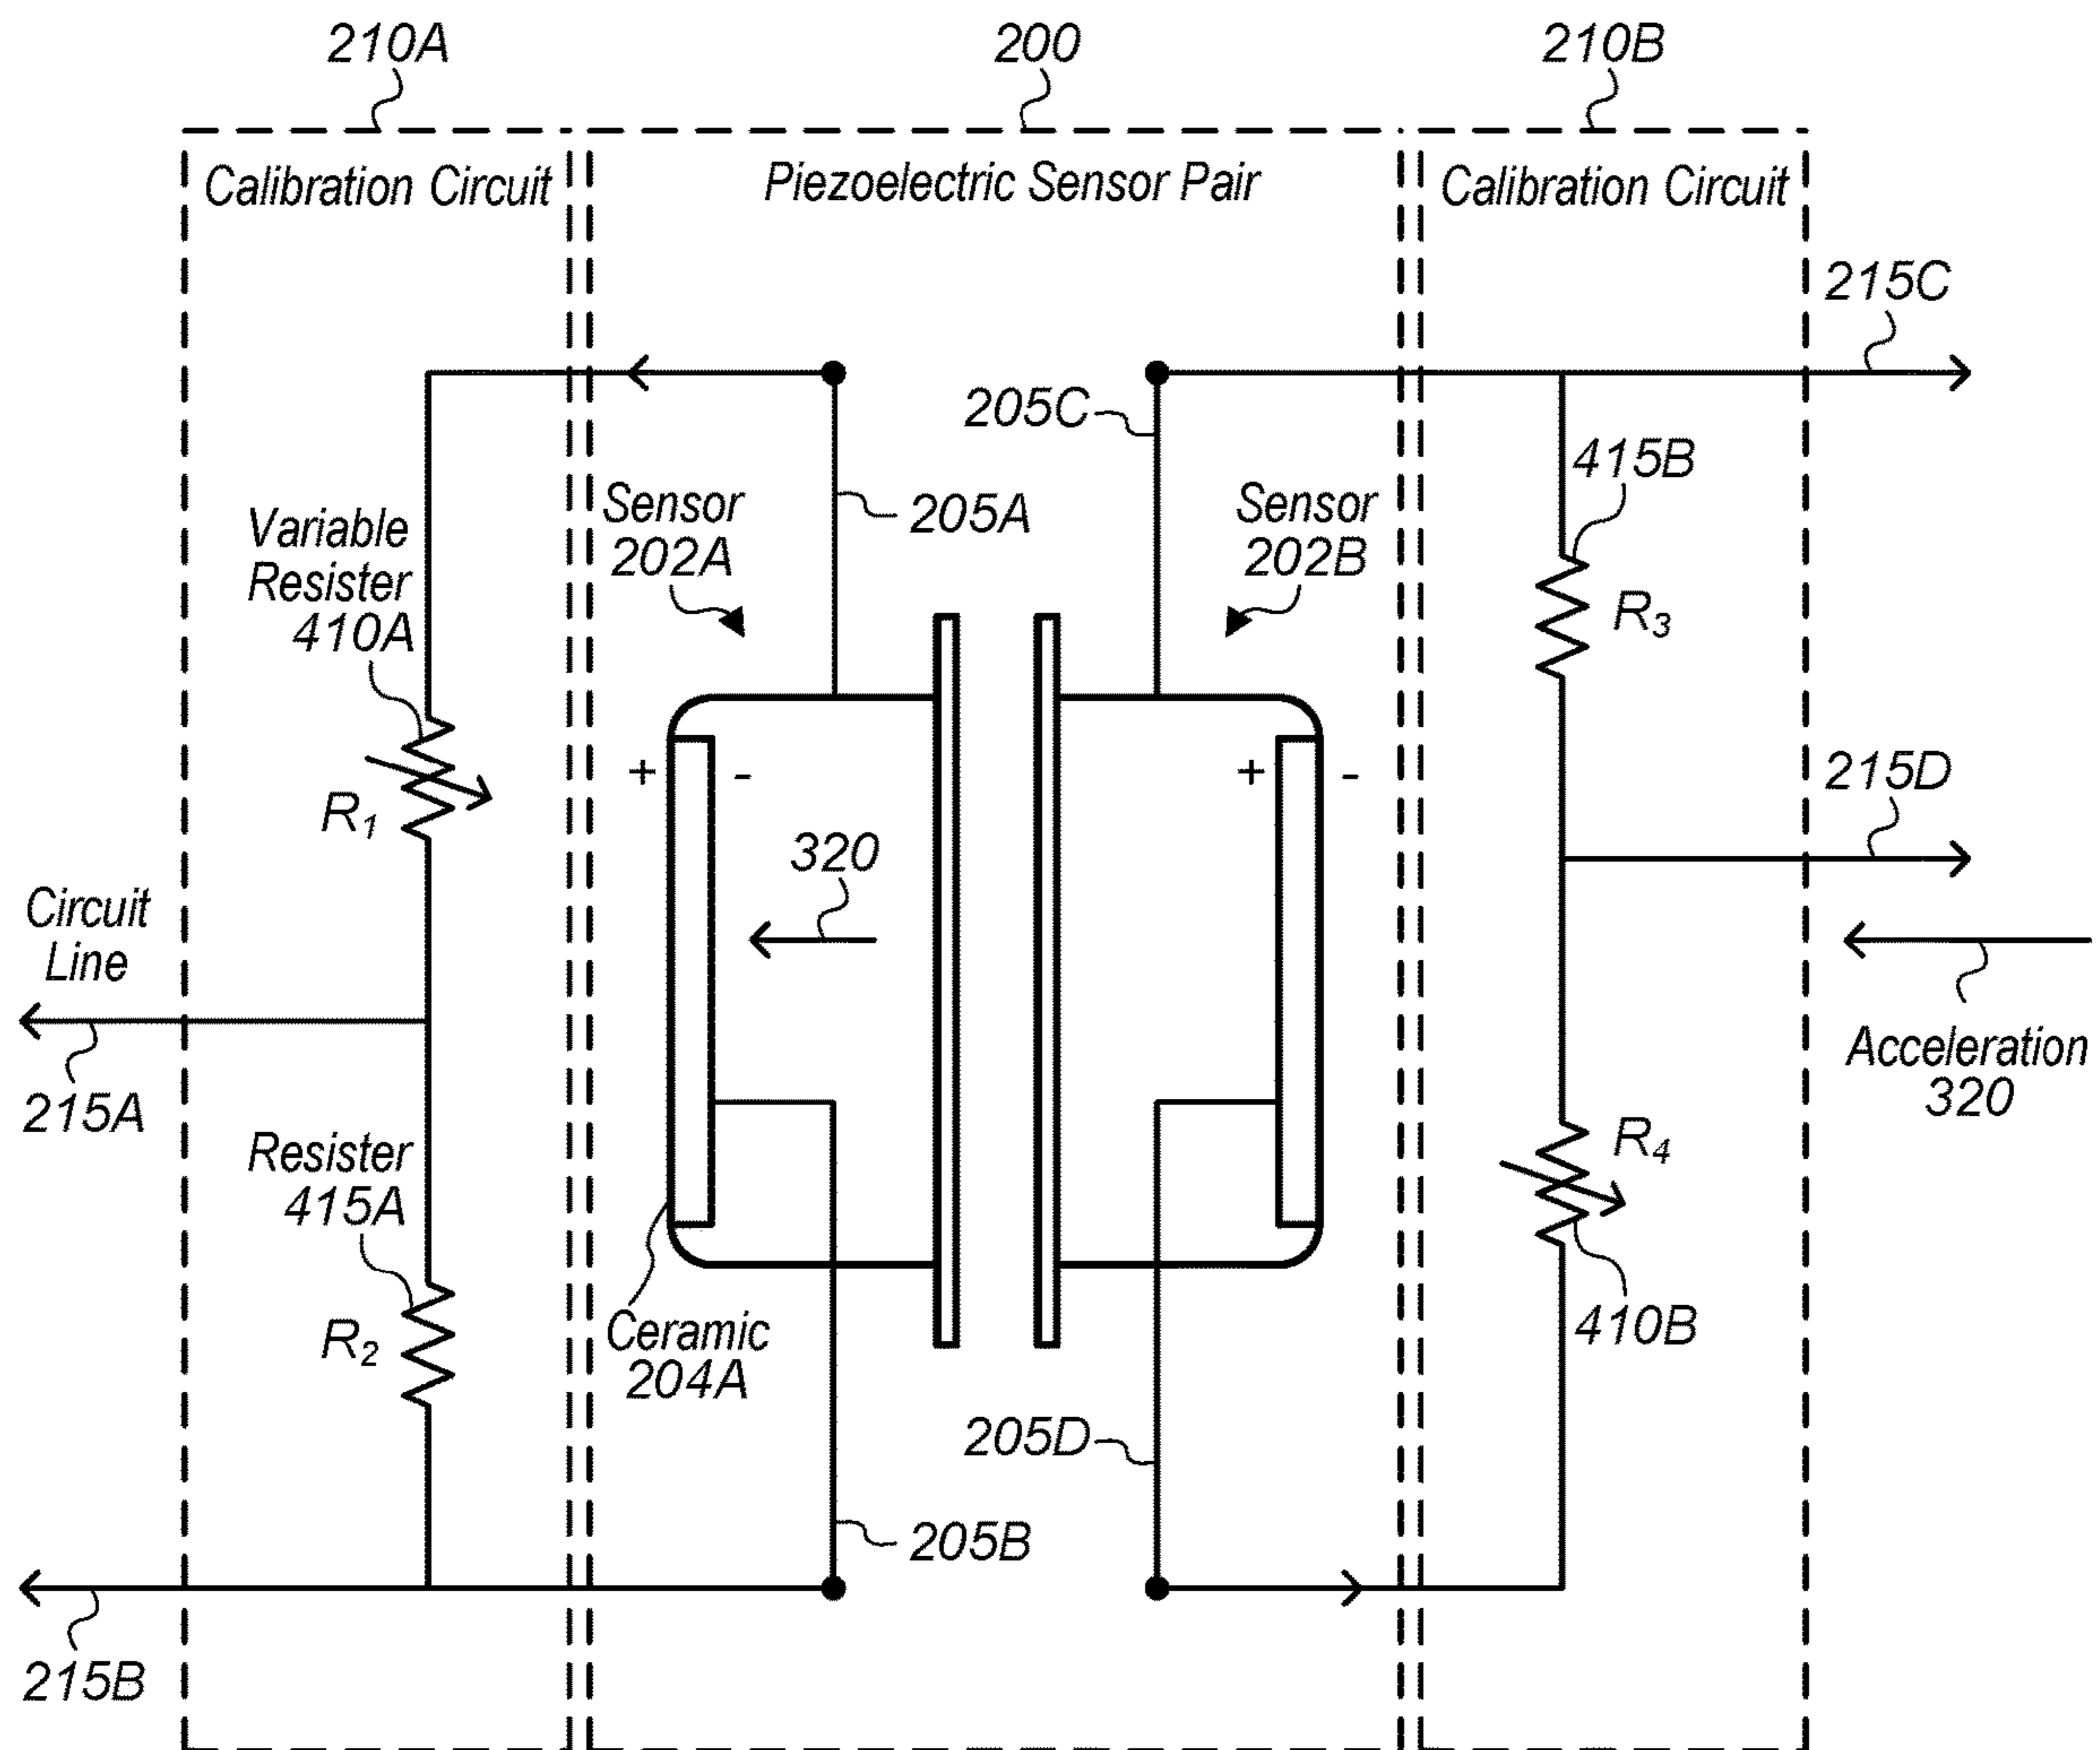 210A
200
210B
Calibration Circuit
Piezoelectric Sensor Pair
Calibration Circuit
215C
205C
415B
Sensor
202A
205A
Sensor
202B
Variable
Resister
410A
R3
+
-
+
-
215D
R1
320
Circuit
Line
215A
Acceleration
320
Resister
415A
R4
R2
Ceramic
204A
410B
205D
205B
215B